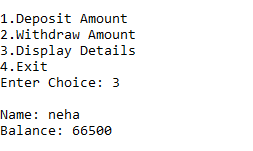 1.Deposit Amount
2.Withdraw Amount
3.Display Details
4.Exit
Enter Choice: 3
Name: neha
Balance: 66500